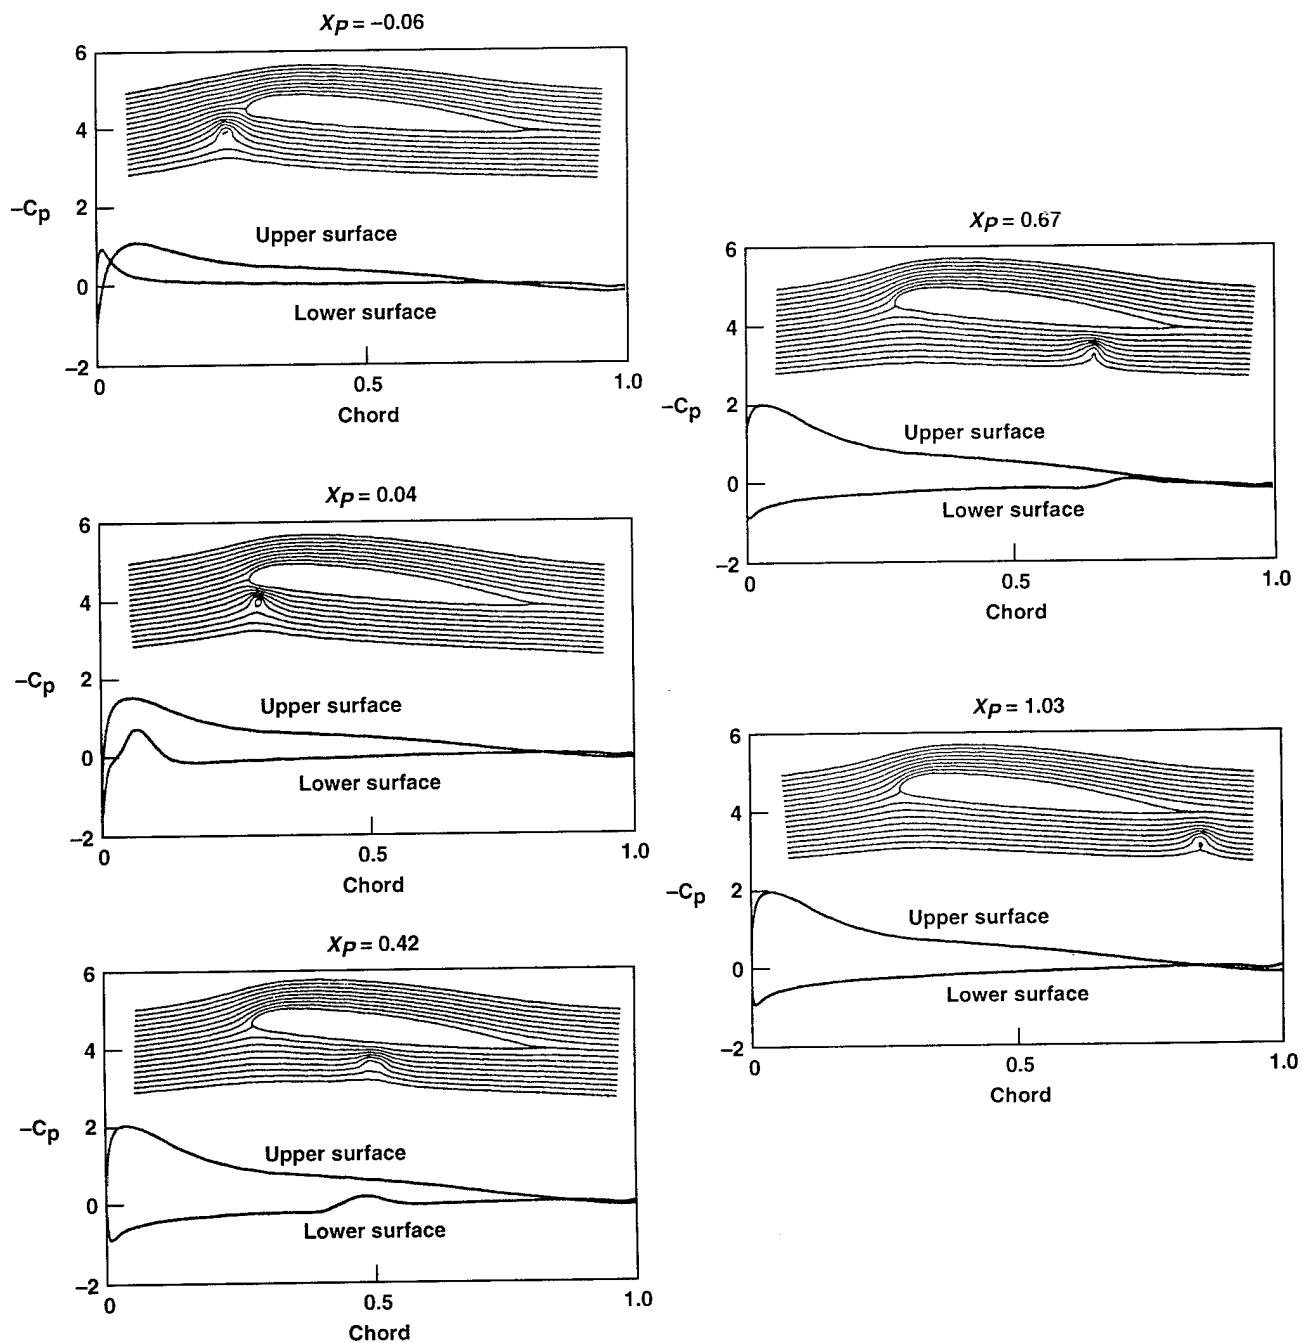 Xp = −0.06
6
4
2
0
−2
−Cp
Upper surface
Lower surface
0
0.5
1.0
Chord
Xp = 0.04
6
4
2
0
−2
−Cp
Upper surface
Lower surface
0
0.5
1.0
Chord
Xp = 0.42
6
4
2
0
−2
−Cp
Upper surface
Lower surface
0
0.5
1.0
Chord
Xp = 0.67
6
4
2
0
−2
−Cp
Upper surface
Lower surface
0
0.5
1.0
Chord
Xp = 1.03
6
4
2
0
−2
−Cp
Upper surface
Lower surface
0
0.5
1.0
Chord